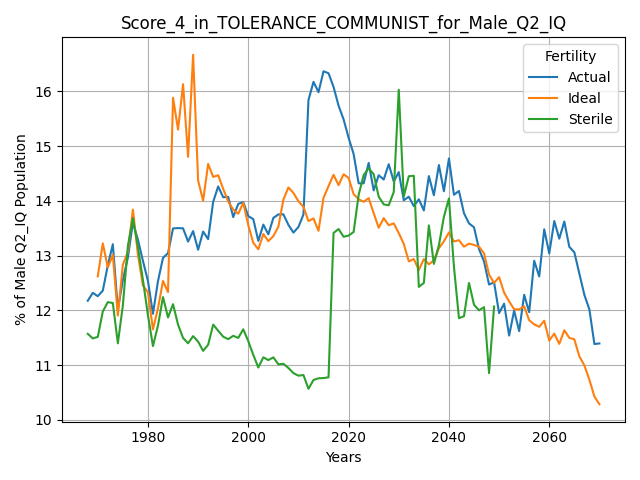 Score_4_in_TOLERANCE_COMMUNIST_for_Male_Q2_IQ
% of Male Q2_IQ Population
16
15
14
13
12
11
10
Fertility
Actual
Ideal
Sterile
1980
2000
2020
2040
2060
Years